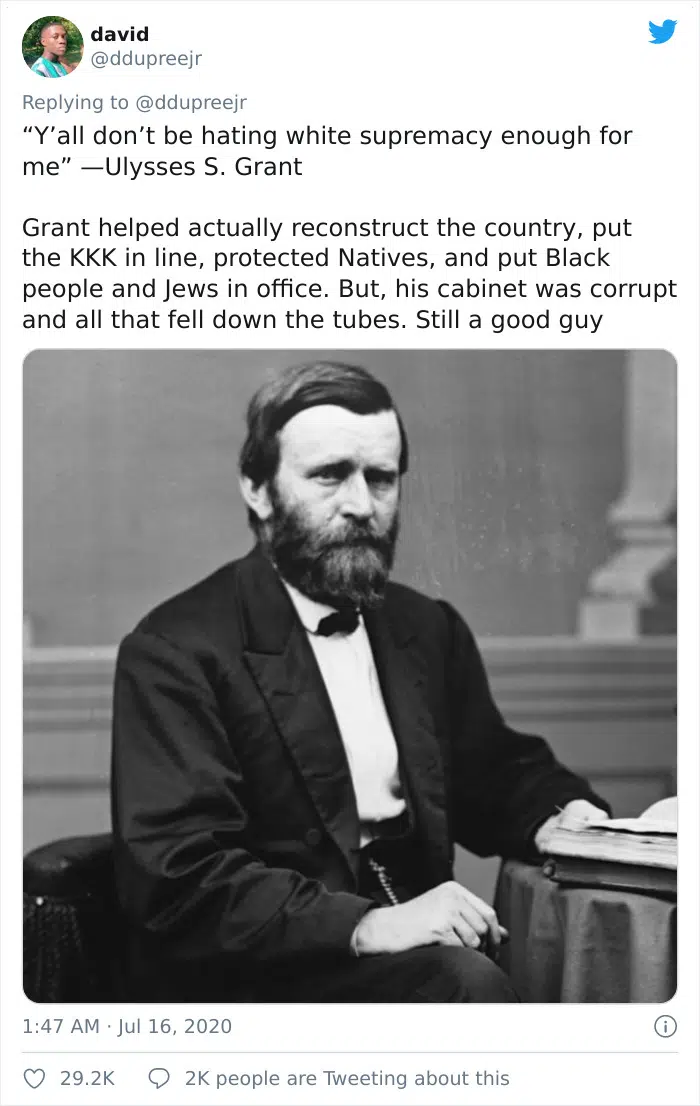 david
@ddupreejr
Replying to @ddupreejr
“Y’all don’t be hating white supremacy enough for
me” —Ulysses S. Grant
Grant helped actually reconstruct the country, put
the KKK in line, protected Natives, and put Black
people and Jews in office. But, his cabinet was corrupt
and all that fell down the tubes. Still a good guy
1:47 AM · Jul 16, 2020
29.2K 2K people are Tweeting about this